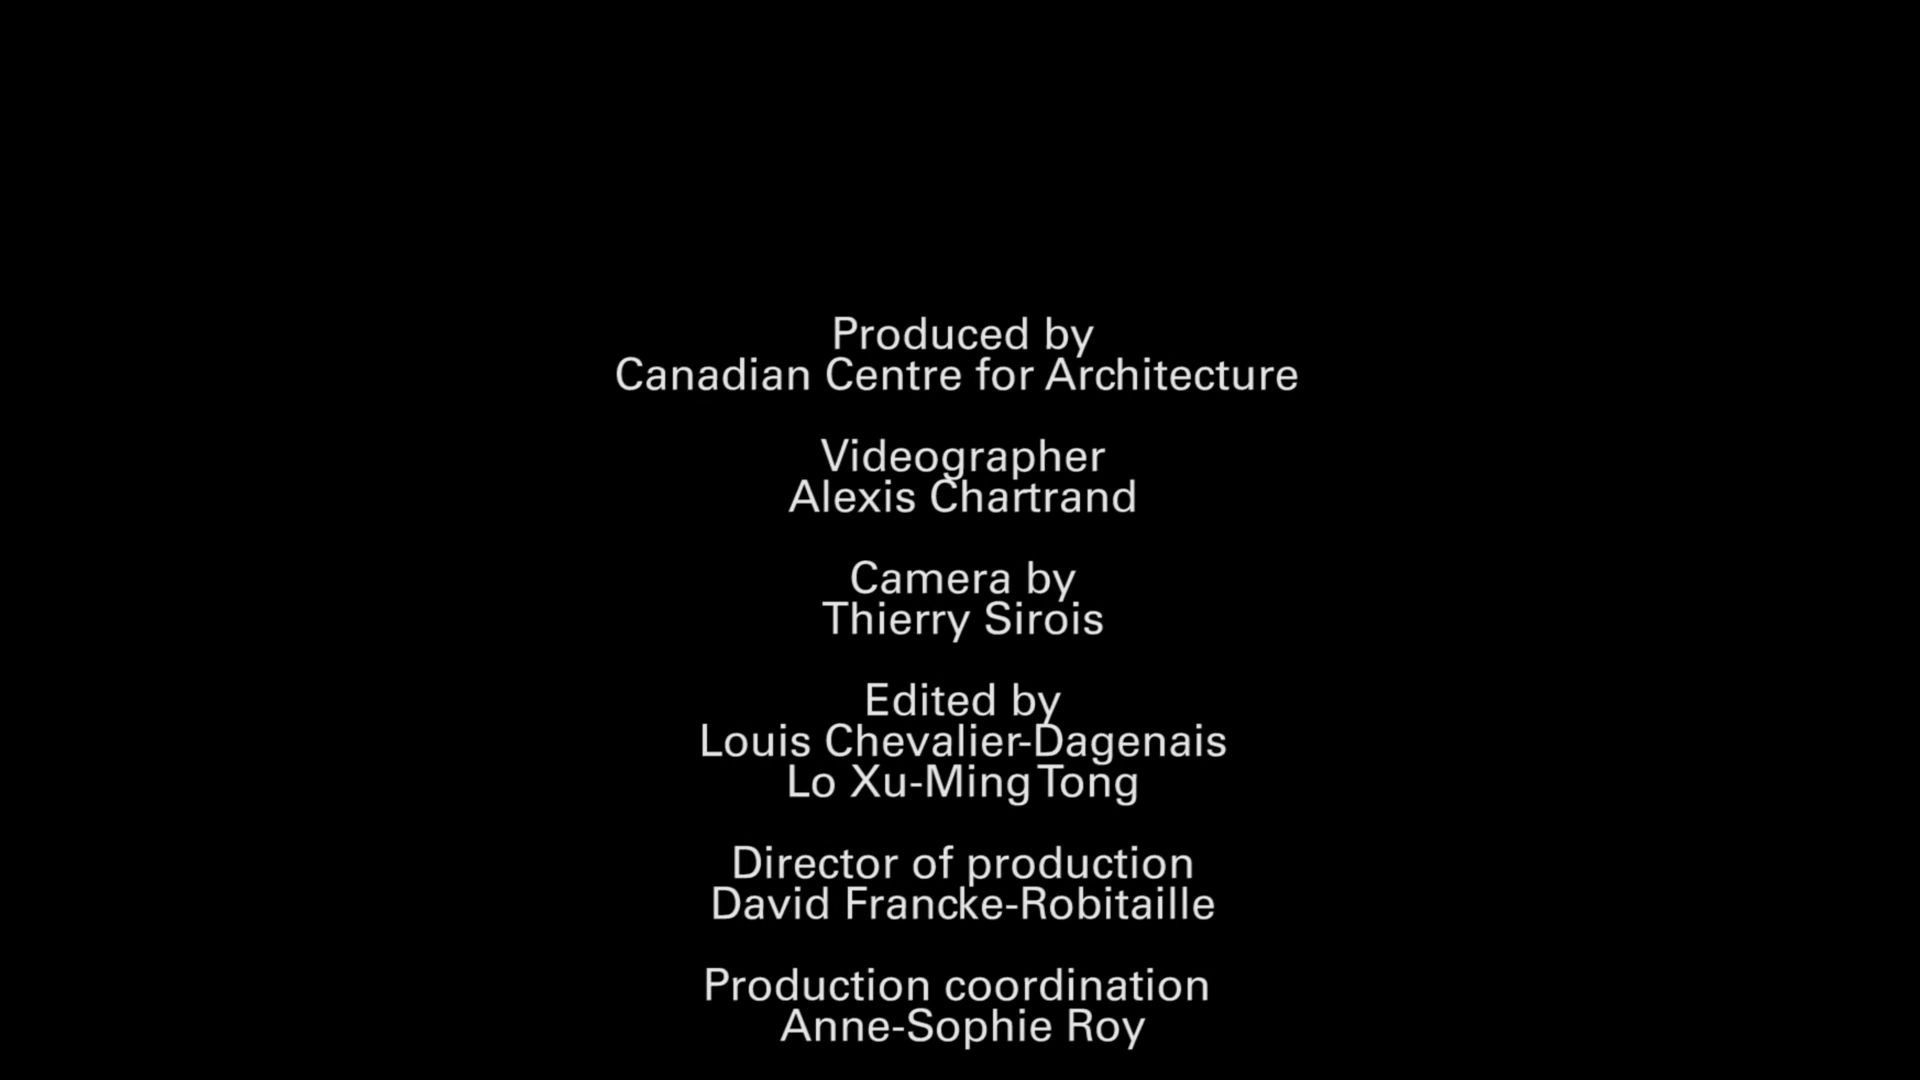 Produced by
Canadian Centre for Architecture
Videographer
Alexis Chartrand
Camera by
Thierry Sirois
Edited by
Louis Chevalier-Dagenais
Lo Xu-Ming Tong
Director of production
David Francke-Robitaille
Production coordination
Anne-Sophie Roy